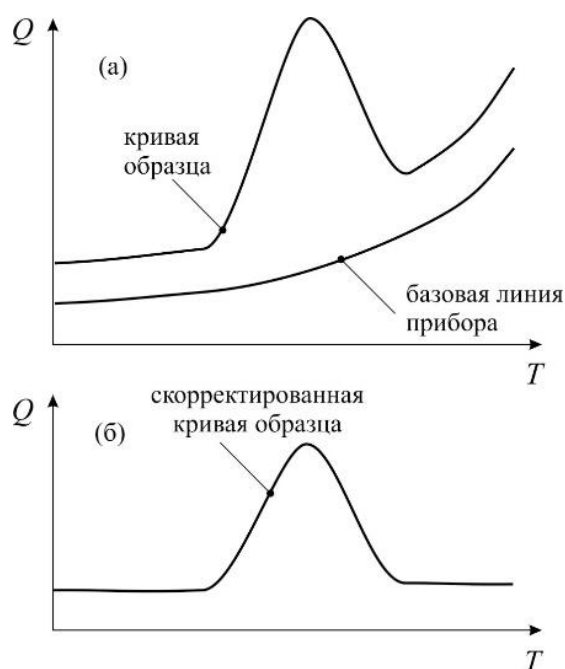 Q
(а)
кривая
образца
базовая линия
прибора
T
Q
(б)
скорректированная
кривая образца
T